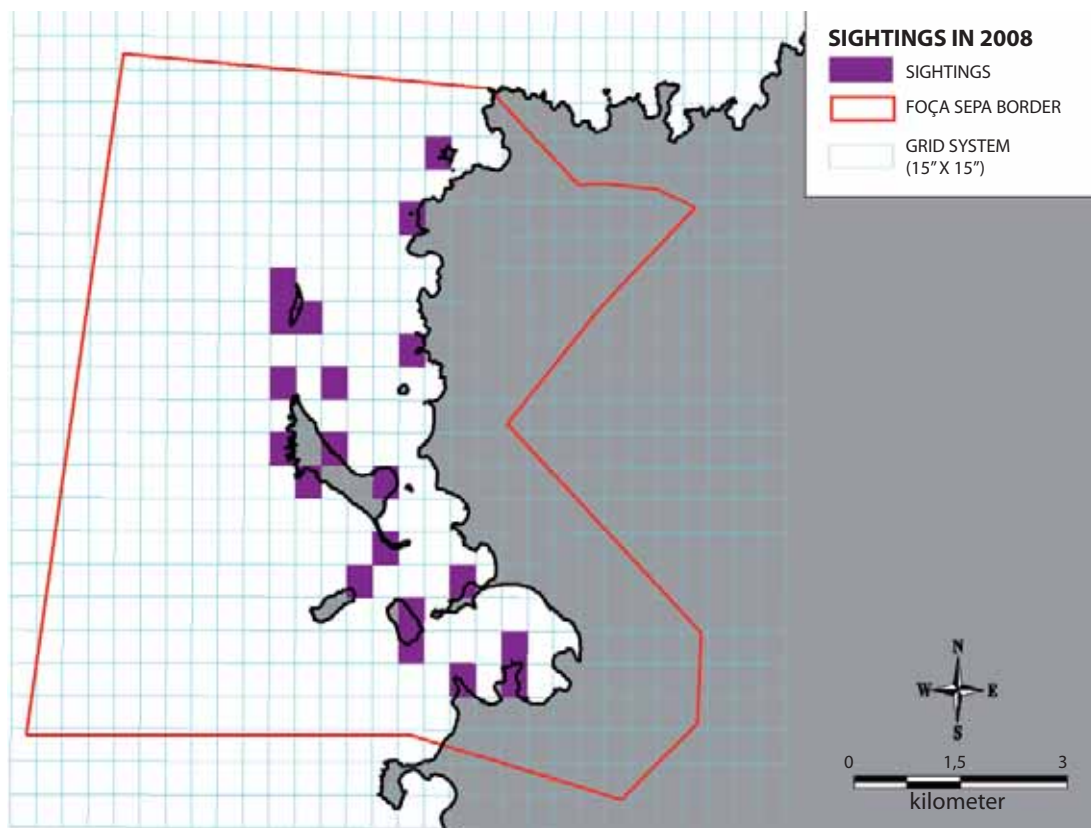 SIGHTINGS IN 2008
SIGHTINGS
FOÇA SEPA BORDER
GRID SYSTEM
(15” X 15”)
N
W E
S
0 1,5 3
kilometer